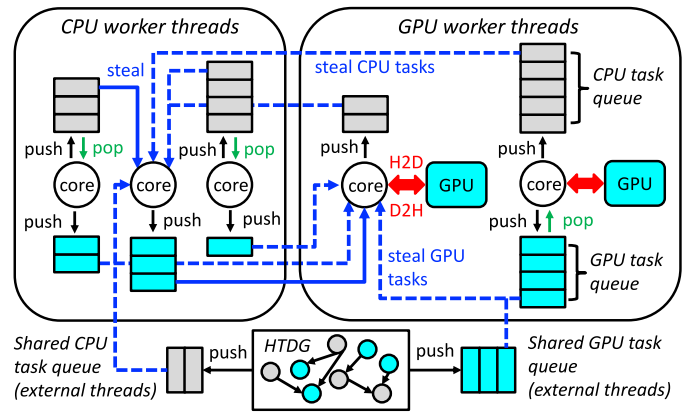 CPU worker threads
GPU worker threads
steal
steal CPU tasks
CPU task
queue
push
pop
push
pop
push
push
core
core
core
core
H2D
D2H
GPU
core
GPU
push
push
push
push
pop
steal GPU
tasks
GPU task
queue
Shared CPU
task queue
(external threads)
push
HTDG
push
Shared GPU task
queue
(external threads)